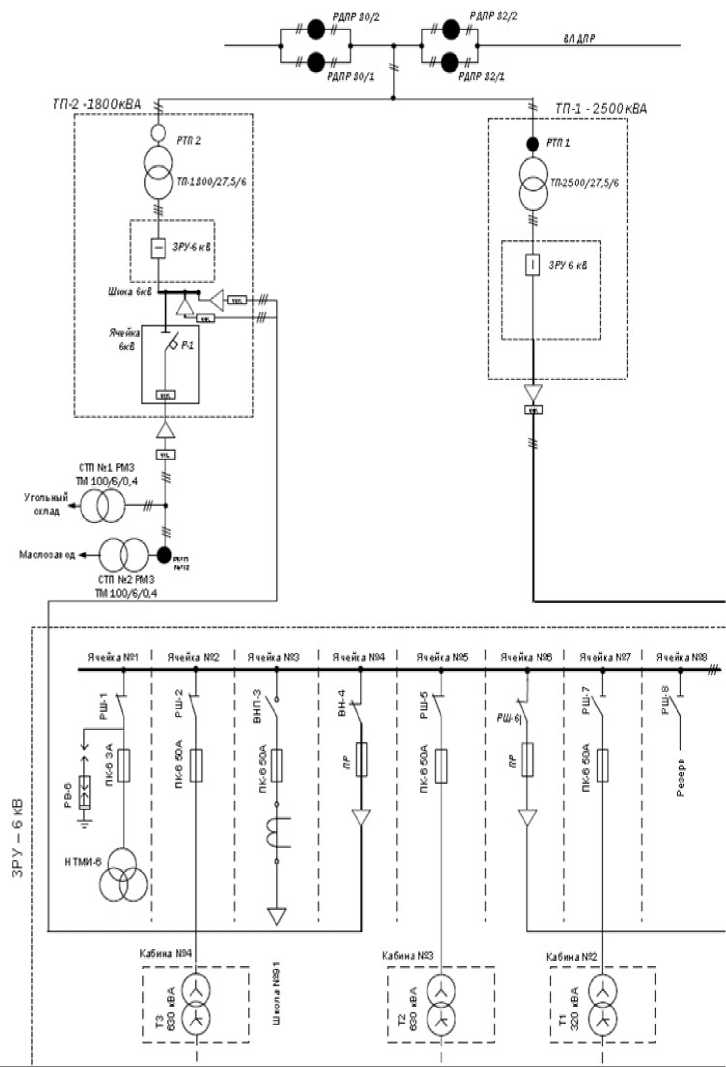 РДПР 80/2
РДПР 82/2
ВЛ ДПР
РДПР 80/1
РДПР 82/1
ТП-2 -1800кВА
ТП-1 - 2500кВА
РТП 2
РТП 1
ТП-1800/27,5/6
ТП-2500/27,5/6
ЗРУ-6 кВ
ЗРУ 6 кВ
Шина 6кВ
Ячейка
6кВ
Р-1
СТП №1 РМЗ
ТМ 100/6/0,4
Угольный
склад
Маслозавод
СТП №2 РМЗ
ТМ 100/6/0,4
Ячейка №1
Ячейка №2
Ячейка №3
Ячейка №4
Ячейка №5
Ячейка №6
Ячейка №7
Ячейка №8
РШ-1
РШ-2
ВНП-3
ВН-4
РШ-5
РШ-6
РШ-7
РШ-8
РВ-6
ПК-6 3А
ПК-6 50А
ПК-6 50А
ПР
ПК-6 50А
ПР
ПК-6 50А
Резерв
НТМИ-6
ЗРУ – 6 КВ
Кабина №4
Школа №91
Кабина №3
Кабина №2
Т3
630 кВА
Т2
630 кВА
Т1
320 кВА